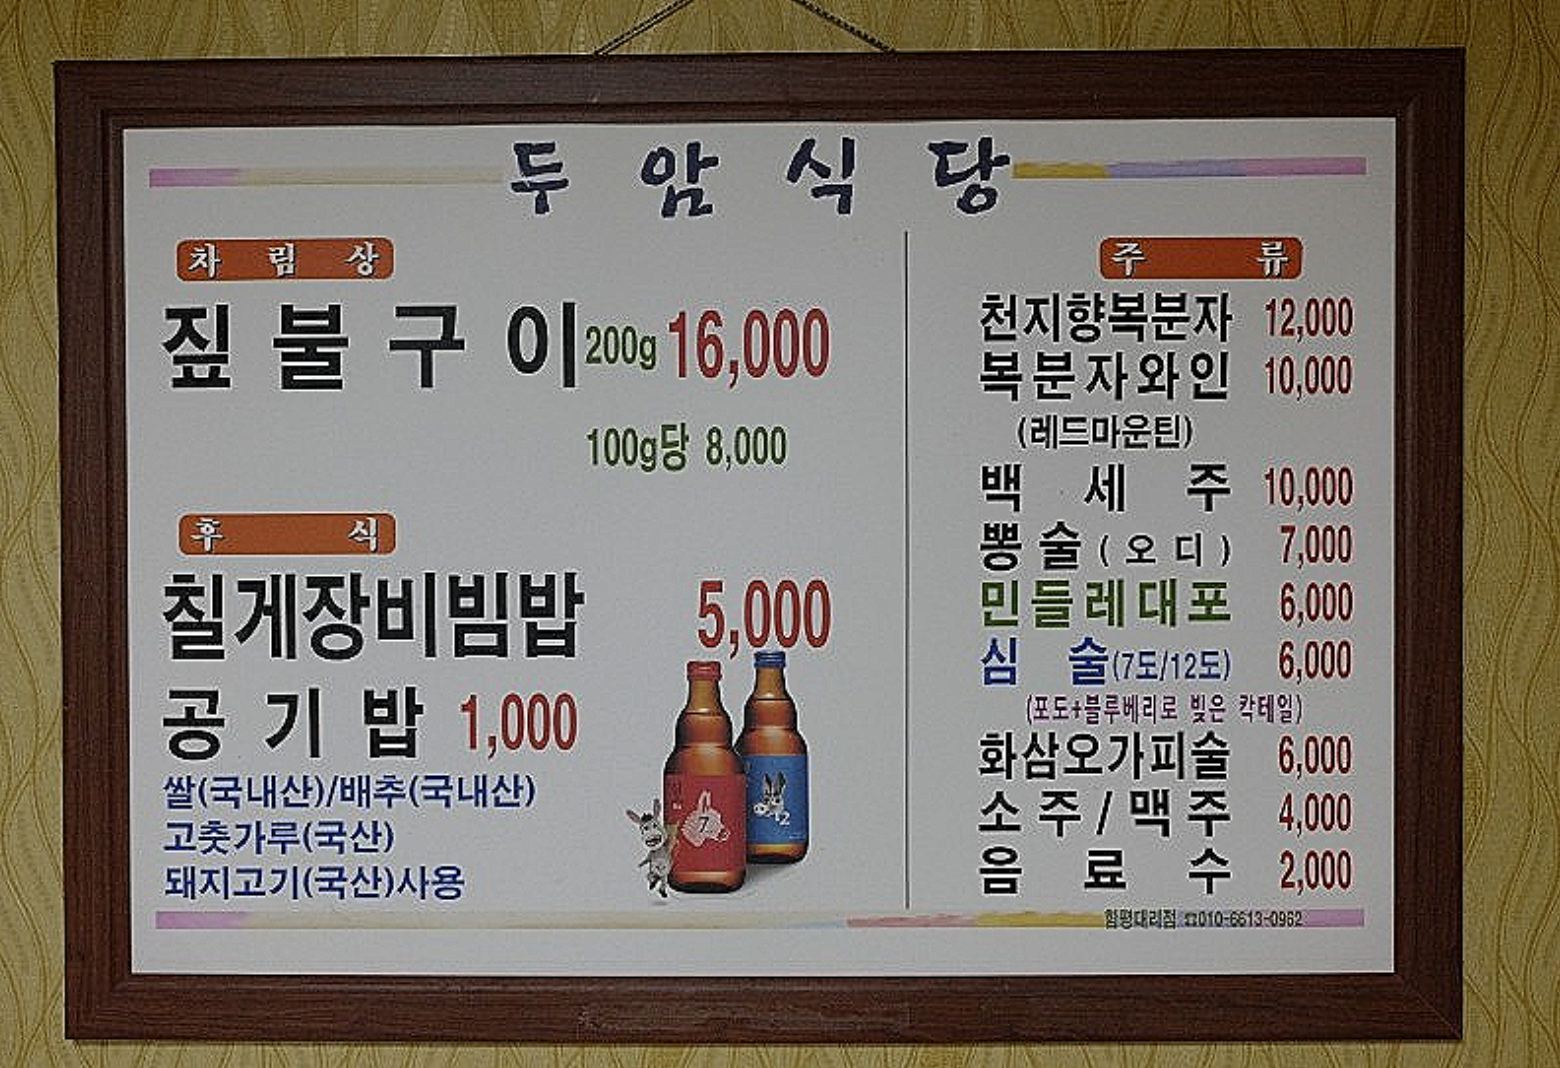 두 암 식 당
차 림 상
짚 불 구 이 200g 16,000
100g당 8,000
후 식
칠게장비빔밥 5,000
공 기 밥 1,000
쌀(국내산)/배추(국내산)
고춧가루(국산)
돼지고기(국산)사용
7
12
주 류
천지향복분자 12,000
복분자와인 10,000
(레드마운틴)
백 세 주 10,000
뽕 술 ( 오 디 ) 7,000
민들레대포 6,000
심 술(7도/12도) 6,000
(포도+블루베리로 빚은 칵테일)
화삼오가피술 6,000
소 주 / 맥 주 4,000
음 료 수 2,000
함평대리점 ☎010-6613-0962